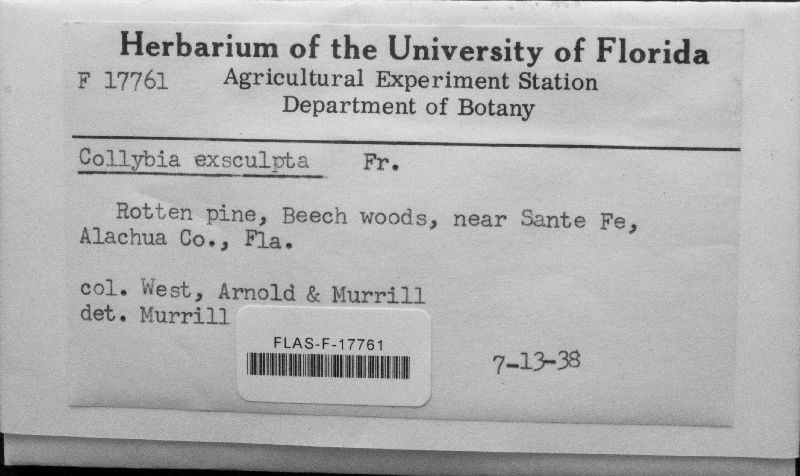 Herbarium of the University of Florida
F 17761 Agricultural Experiment Station
Department of Botany
Collybia exsculpta Fr.
Rotten pine, Beech woods, near Sante Fe,
Alachua Co., Fla.
col. West, Arnold & Murrill
det. Murrill
FLAS-F-17761
7-13-38